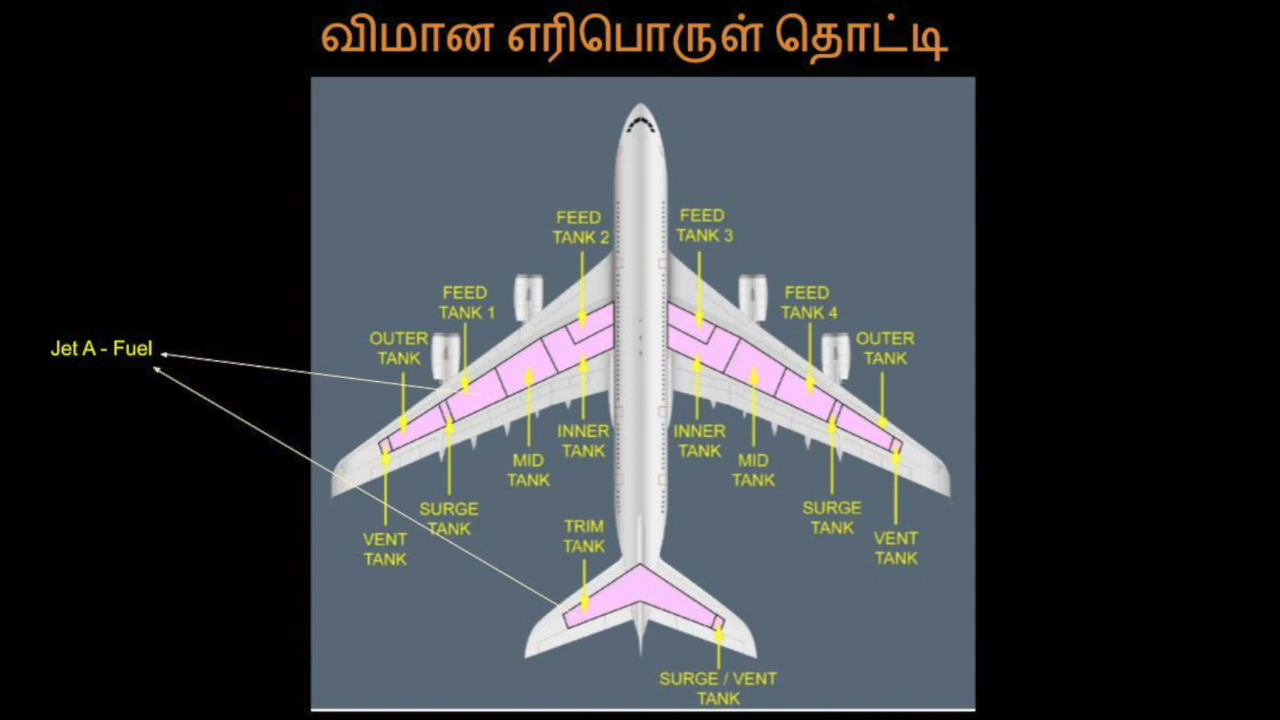 விமான எரிபொருள் தொட்டி
FEED
TANK 2
FEED
TANK 3
FEED
TANK 1
FEED
TANK 4
OUTER
TANK
OUTER
TANK
Jet A - Fuel
INNER
TANK
INNER
TANK
MID
TANK
MID
TANK
SURGE
TANK
SURGE
TANK
VENT
TANK
TRIM
TANK
VENT
TANK
SURGE / VENT
TANK